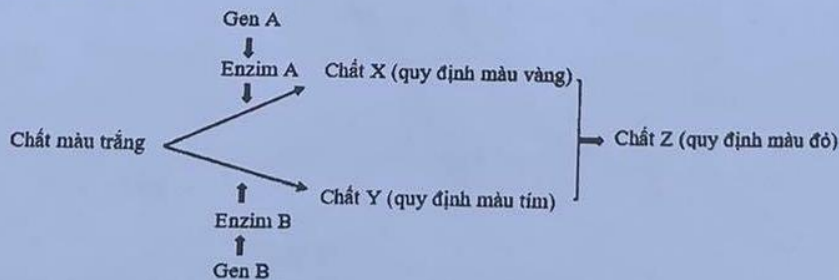 Gen A
Enzim A
Chất X (quy định màu vàng)
Chất màu trắng
Chất Z (quy định màu đỏ)
Chất Y (quy định màu tím)
Enzim B
Gen B